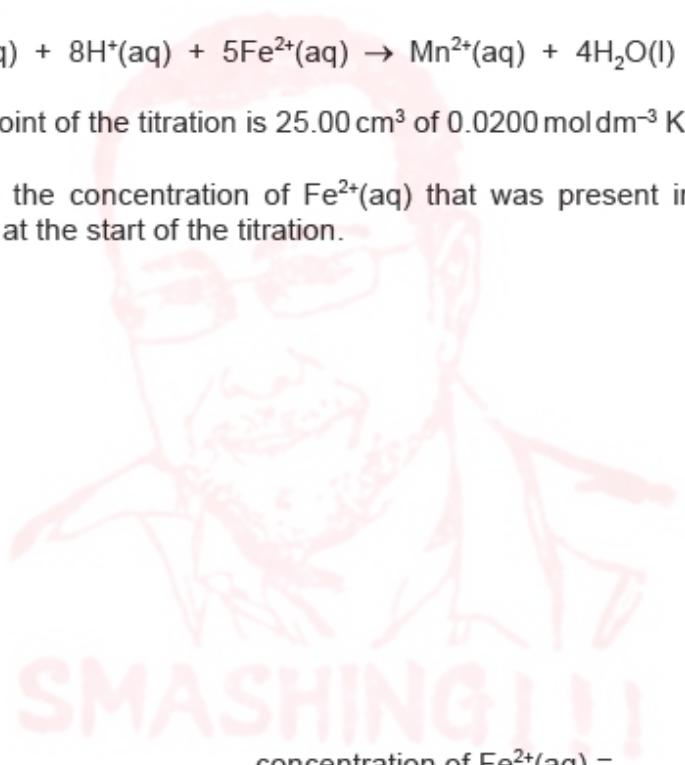 q) + 8H⁺(aq) + 5Fe²⁺(aq) → Mn²⁺(aq) + 4H₂O(l)
oint of the titration is 25.00 cm³ of 0.0200 mol dm⁻³ K
the concentration of Fe²⁺(aq) that was present in
at the start of the titration.
SMASHING!!!
concentration of Fe²⁺(aq) =